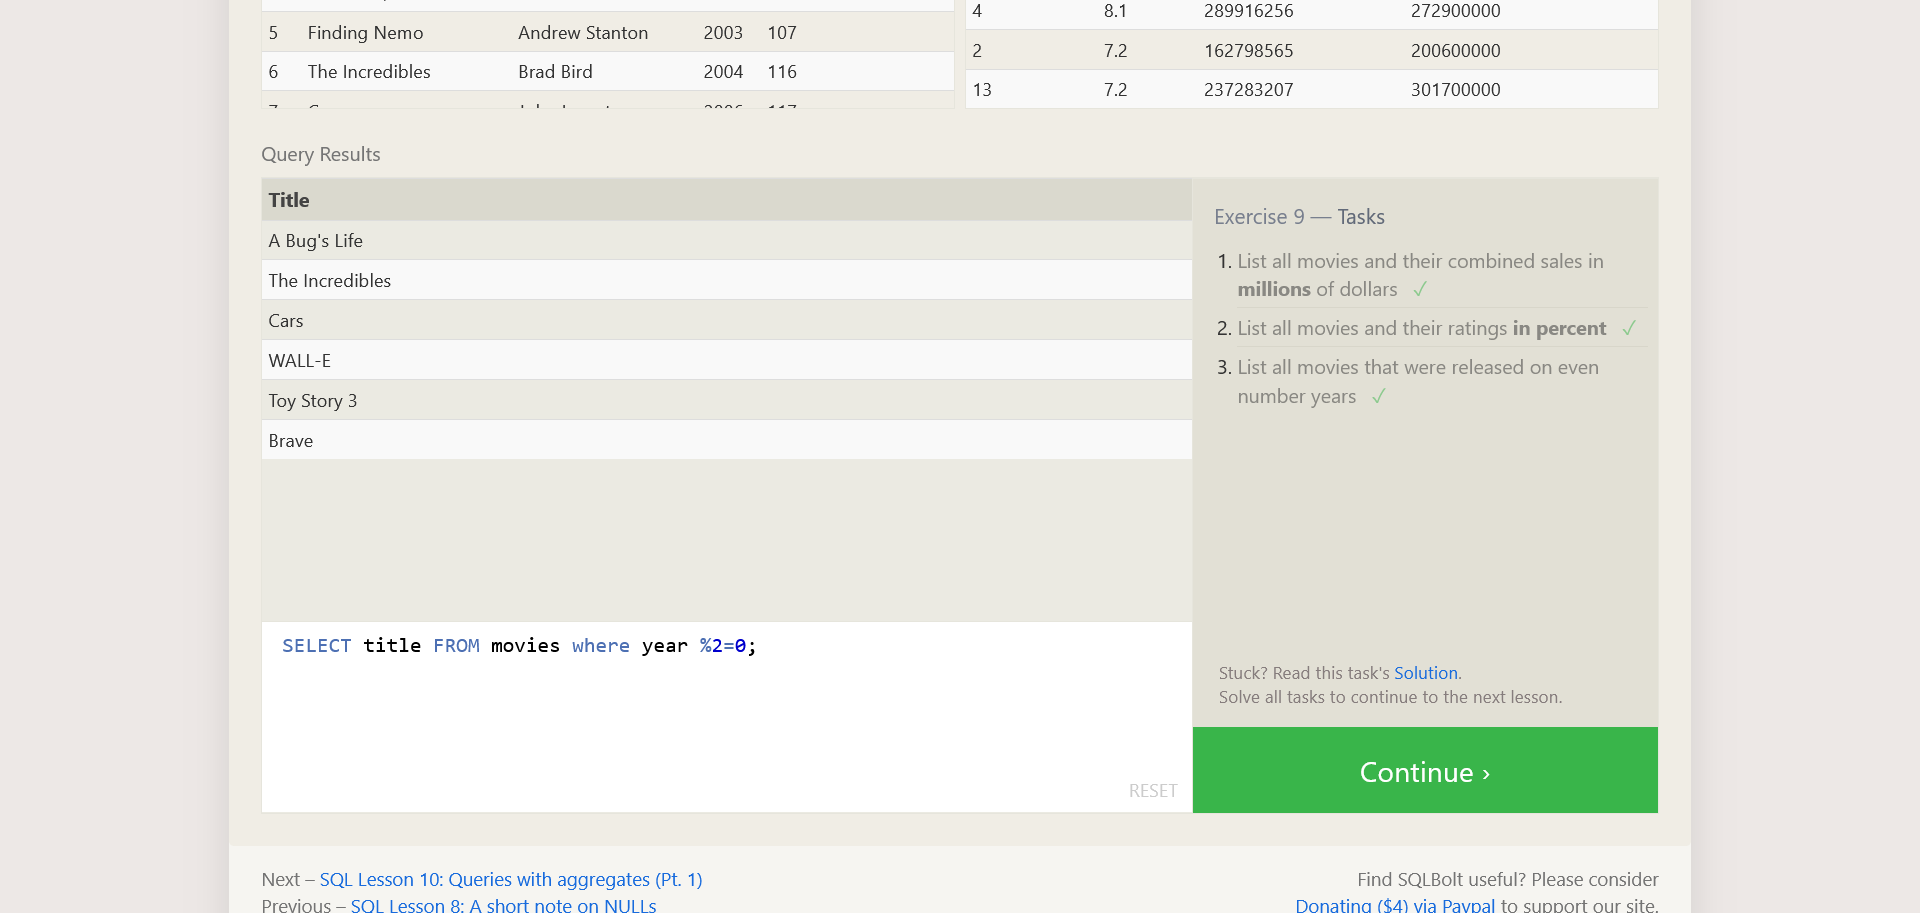 5 Finding Nemo Andrew Stanton 2003 107
6 The Incredibles Brad Bird 2004 116
4 8.1 289916256 272900000
2 7.2 162798565 200600000
13 7.2 237283207 301700000
Query Results
Title
A Bug's Life
The Incredibles
Cars
WALL-E
Toy Story 3
Brave
SELECT title FROM movies where year %2=0;
RESET
Exercise 9 — Tasks
1. List all movies and their combined sales in
millions of dollars ✓
2. List all movies and their ratings in percent ✓
3. List all movies that were released on even
number years ✓
Stuck? Read this task's Solution.
Solve all tasks to continue to the next lesson.
Continue ›
Next – SQL Lesson 10: Queries with aggregates (Pt. 1)
Previous – SQL Lesson 8: A short note on NULLs
Find SQLBolt useful? Please consider
Donating ($4) via Paypal to support our site.